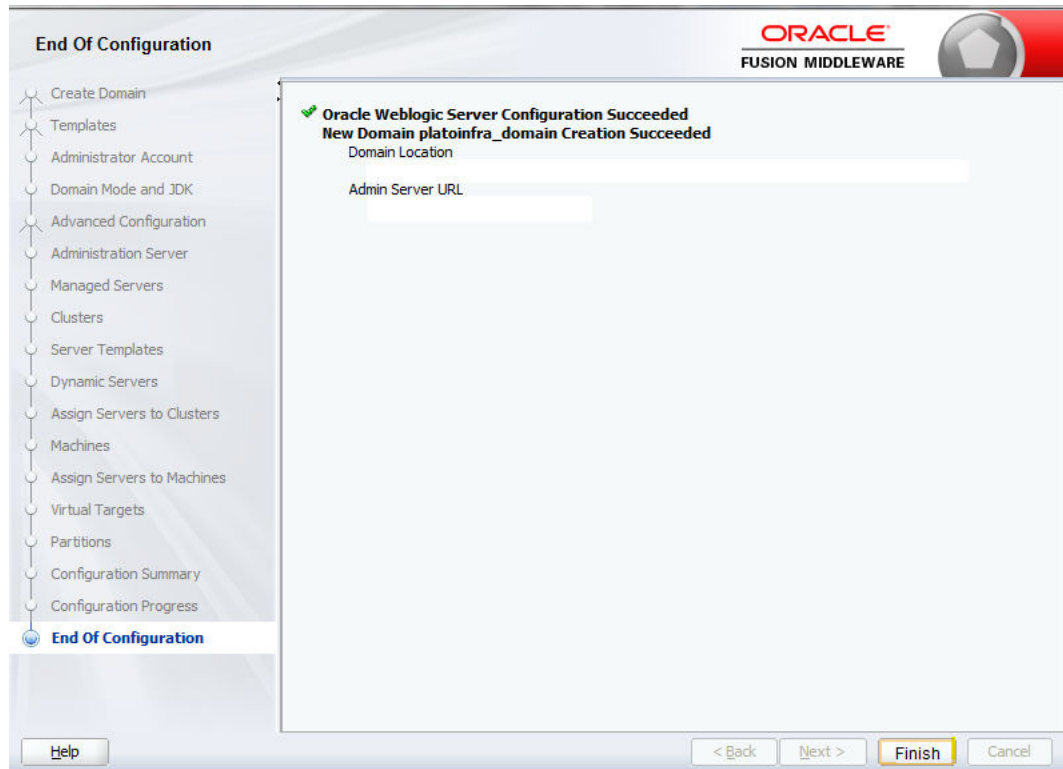 End Of Configuration
ORACLE
FUSION MIDDLEWARE
Create Domain
Templates
Administrator Account
Domain Mode and JDK
Advanced Configuration
Administration Server
Managed Servers
Clusters
Server Templates
Dynamic Servers
Assign Servers to Clusters
Machines
Assign Servers to Machines
Virtual Targets
Partitions
Configuration Summary
Configuration Progress
End Of Configuration
Oracle Weblogic Server Configuration Succeeded
New Domain platoinfra_domain Creation Succeeded
Domain Location
Admin Server URL
Help
< Back
Next >
Finish
Cancel